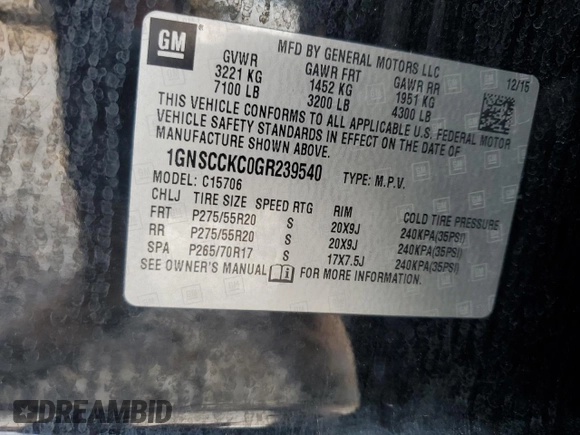 GM
MFD BY GENERAL MOTORS LLC
GVWR GAWR FRT GAWR RR 12/15
3221 KG 1452 KG 1951 KG
7100 LB 3200 LB 4300 LB
THIS VEHICLE CONFORMS TO ALL APPLICABLE U.S. FEDERAL MOTOR
VEHICLE SAFETY STANDARDS IN EFFECT ON THE DATE OF
MANUFACTURE SHOWN ABOVE.
1GNSCCKC0GR239540 TYPE: M.P.V.
MODEL: C15706
CHLJ TIRE SIZE SPEED RTG RIM COLD TIRE PRESSURE
FRT P275/55R20 S 20X9J 240KPA(35PSI)
RR P275/55R20 S 20X9J 240KPA(35PSI)
SPA P265/70R17 S 17X7.5J 240KPA(35PSI)
SEE OWNER'S MANUAL FOR MORE INFORMATION.
DREAMBID